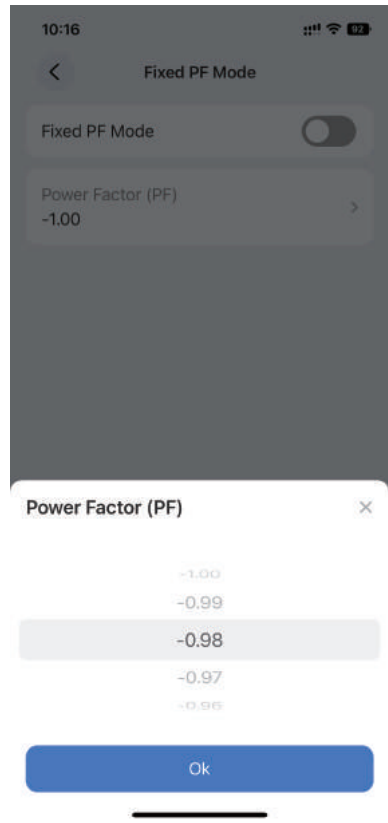 10:16
92
Fixed PF Mode
Fixed PF Mode
Power Factor (PF)
-1.00
Power Factor (PF)
-1.00
-0.99
-0.98
-0.97
-0.96
Ok